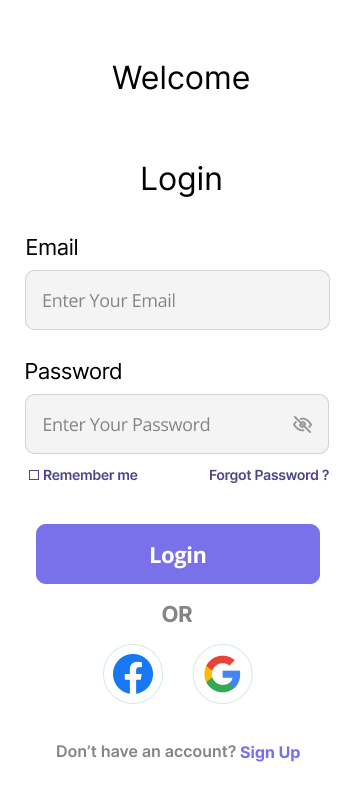 Welcome
Login
Email
Enter Your Email
Password
Enter Your Password
Remember me Forgot Password ?
Login
OR
Don’t have an account? Sign Up